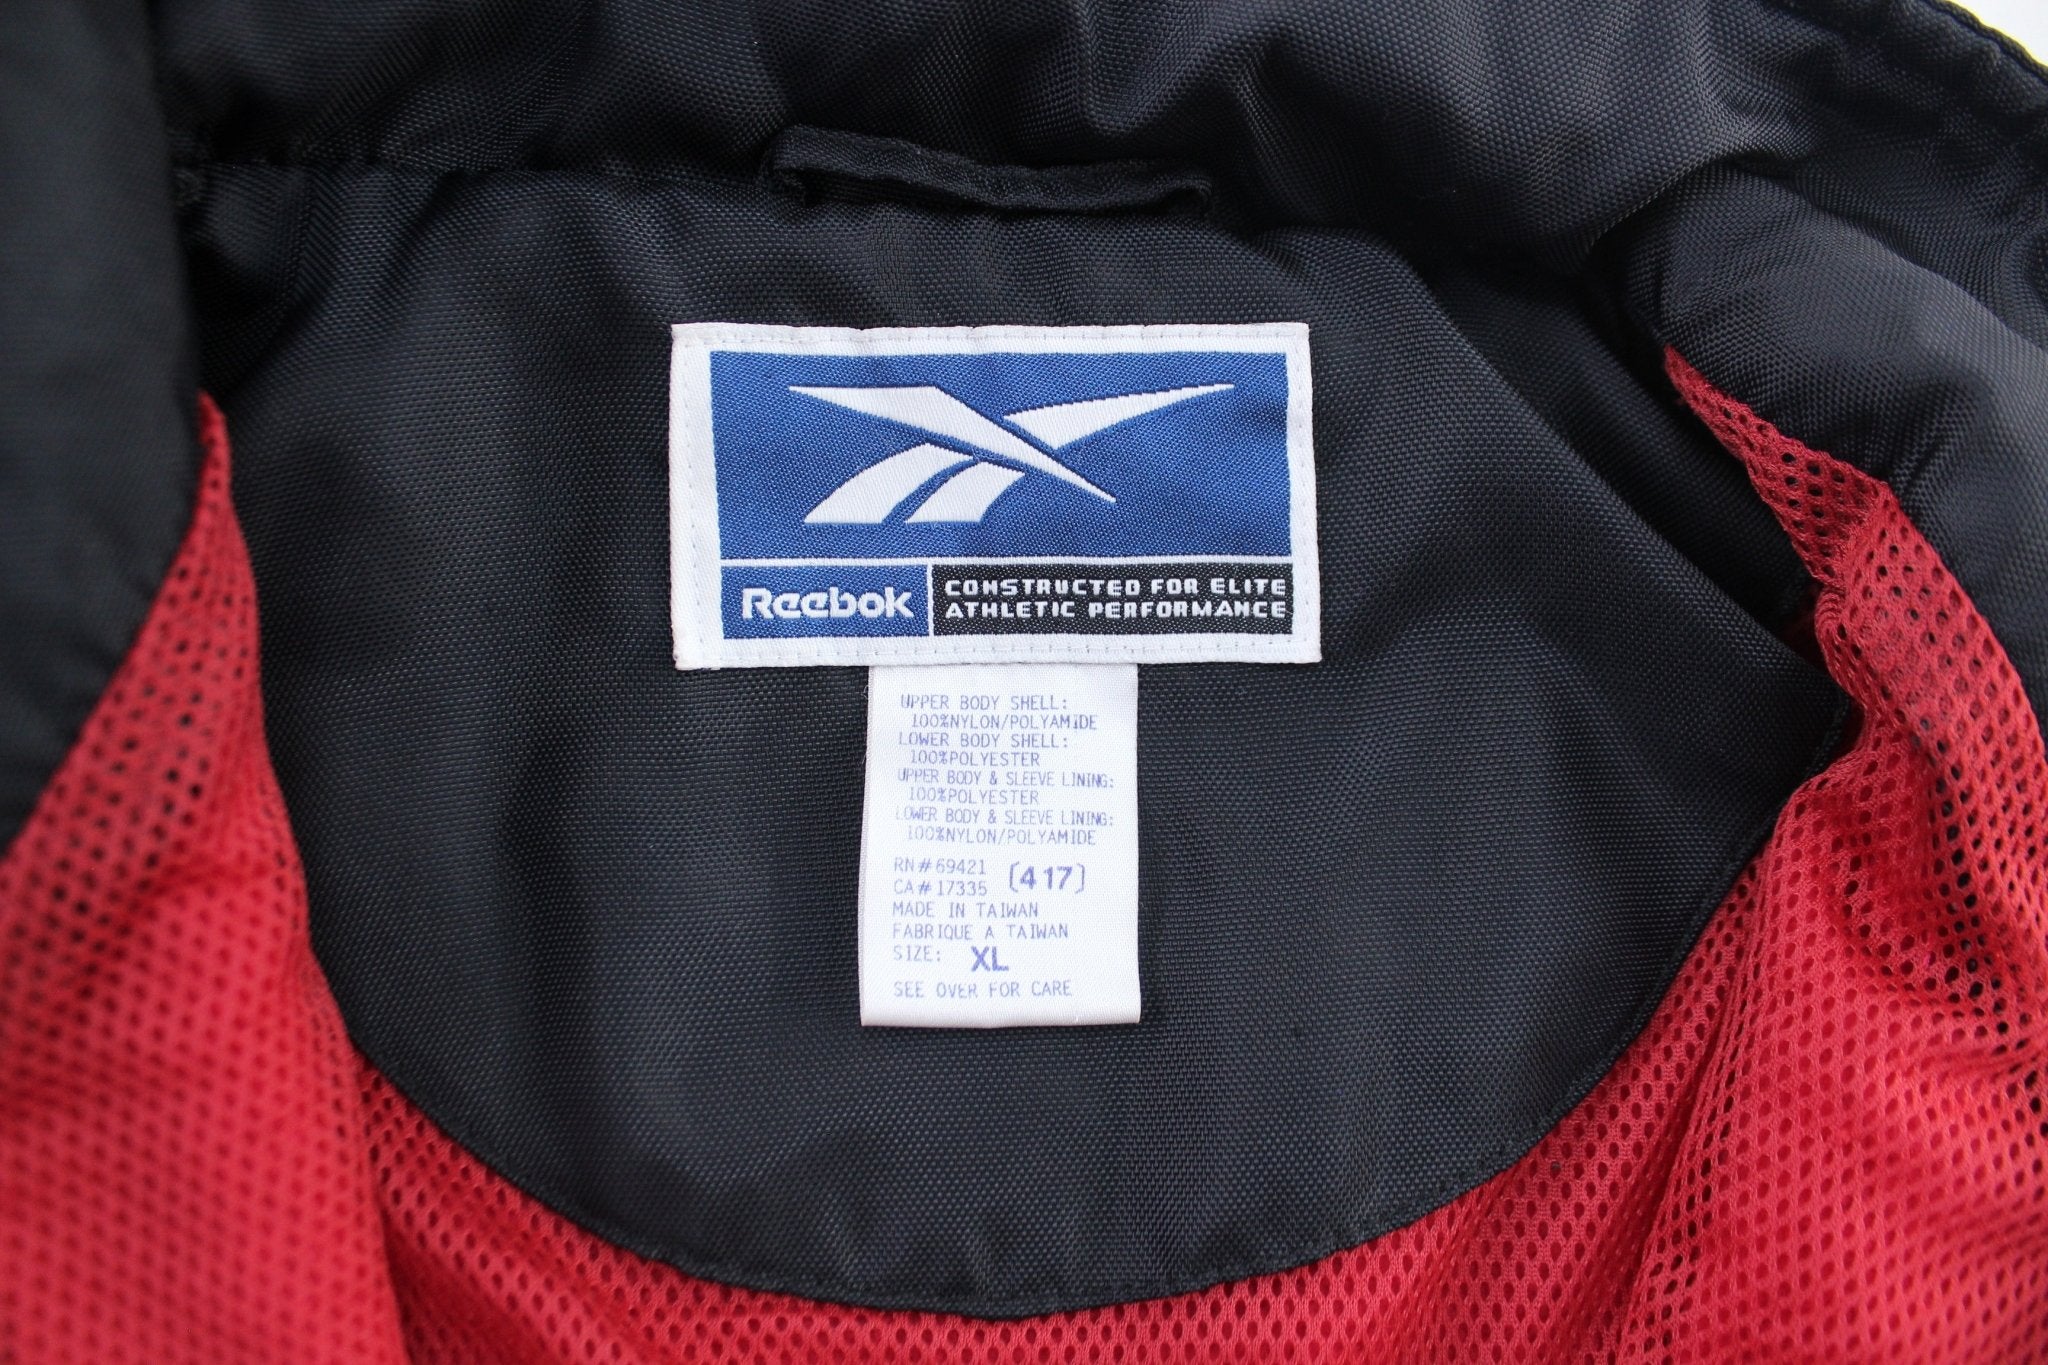 Reebok
CONSTRUCTED FOR ELITE
ATHLETIC PERFORMANCE
UPPER BODY SHELL:
100%NYLON/POLYAMIDE
LOWER BODY SHELL:
100%POLYESTER
UPPER BODY & SLEEVE LINING:
100%POLYESTER
LOWER BODY & SLEEVE LINING:
100%NYLON/POLYAMIDE
RN#69421 (417)
CA#17335
MADE IN TAIWAN
FABRIQUE A TAIWAN
SIZE: XL
SEE OVER FOR CARE